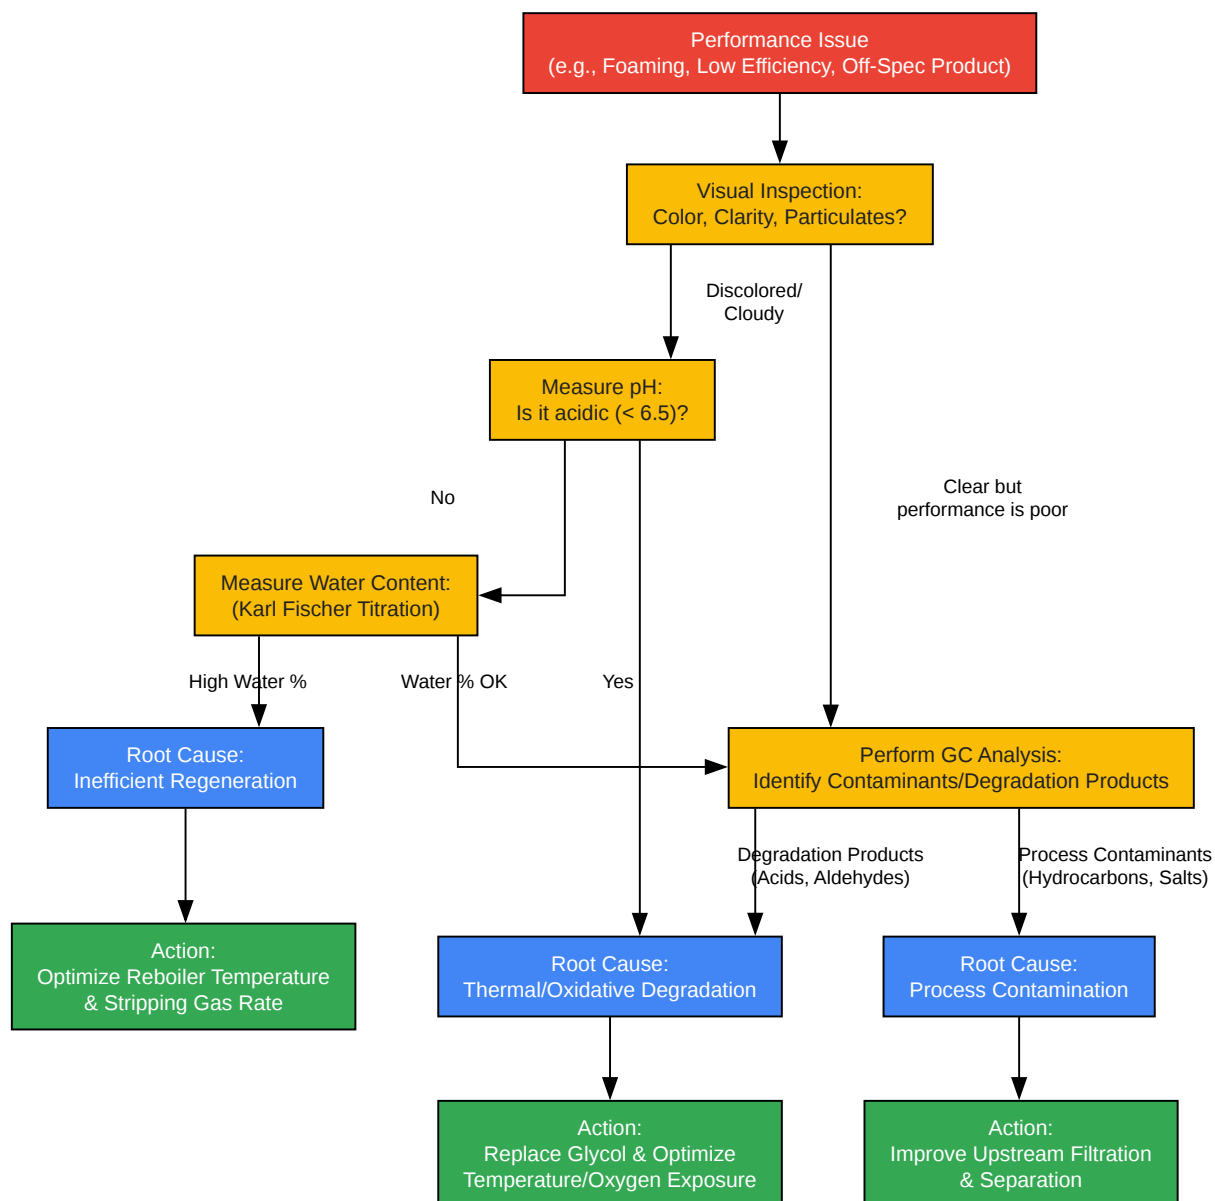 Performance Issue
(e.g., Foaming, Low Efficiency, Off-Spec Product)
Visual Inspection:
Color, Clarity, Particulates?
Discolored/
Cloudy
Measure pH:
Is it acidic (< 6.5)?
Clear but
performance is poor
No
Measure Water Content:
(Karl Fischer Titration)
High Water %
Water % OK
Yes
Root Cause:
Inefficient Regeneration
Perform GC Analysis:
Identify Contaminants/Degradation Products
Degradation Products
(Acids, Aldehydes)
Process Contaminants
(Hydrocarbons, Salts)
Action:
Optimize Reboiler Temperature
& Stripping Gas Rate
Root Cause:
Thermal/Oxidative Degradation
Root Cause:
Process Contamination
Action:
Replace Glycol & Optimize
Temperature/Oxygen Exposure
Action:
Improve Upstream Filtration
& Separation